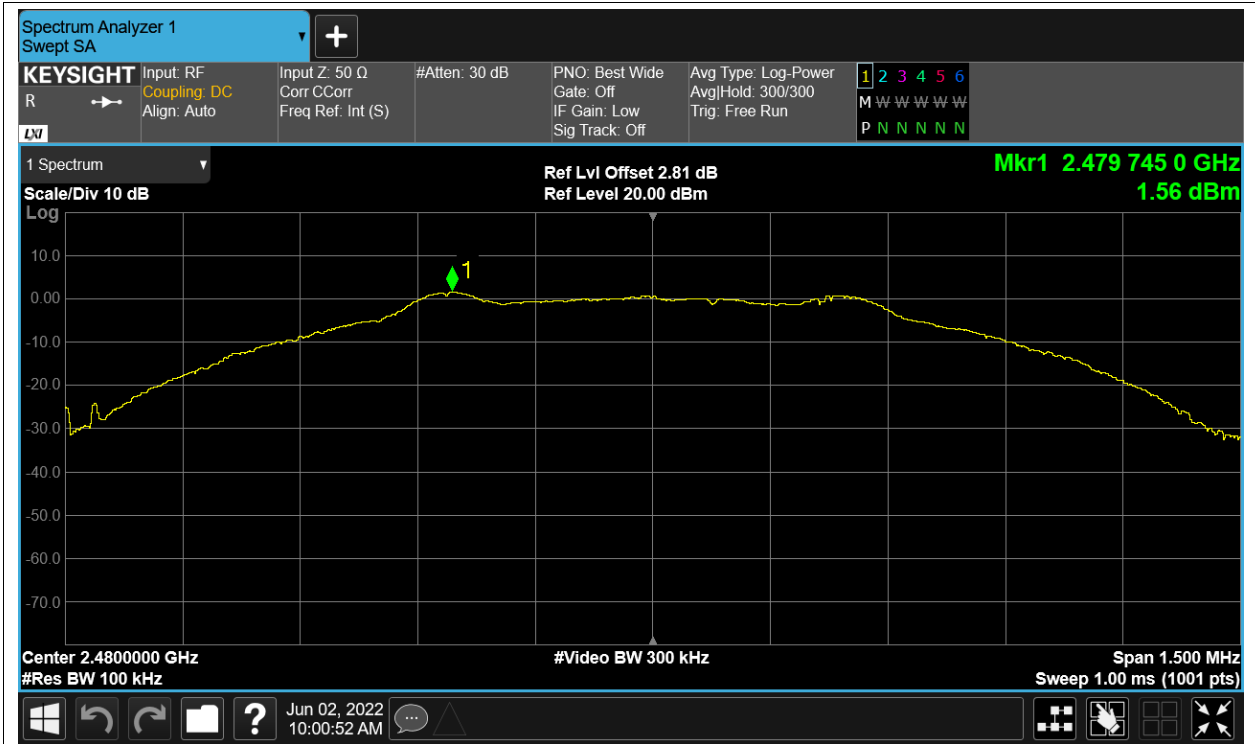 Spectrum Analyzer 1
Swept SA
KEYSIGHT
R
LXI
Input: RF
Coupling: DC
Align: Auto
Input Z: 50 Ω
Corr CCorr
Freq Ref: Int (S)
#Atten: 30 dB
PNO: Best Wide
Gate: Off
IF Gain: Low
Sig Track: Off
Avg Type: Log-Power
Avg|Hold: 300/300
Trig: Free Run
1 2 3 4 5 6
M W W W W W
P N N N N N
1 Spectrum
Scale/Div 10 dB
Ref Lvl Offset 2.81 dB
Ref Level 20.00 dBm
Mkr1 2.479 745 0 GHz
1.56 dBm
Log
10.0
1
0.00
-10.0
-20.0
-30.0
-40.0
-50.0
-60.0
-70.0
Center 2.4800000 GHz
#Video BW 300 kHz
Span 1.500 MHz
#Res BW 100 kHz
Sweep 1.00 ms (1001 pts)
?
Jun 02, 2022
10:00:52 AM